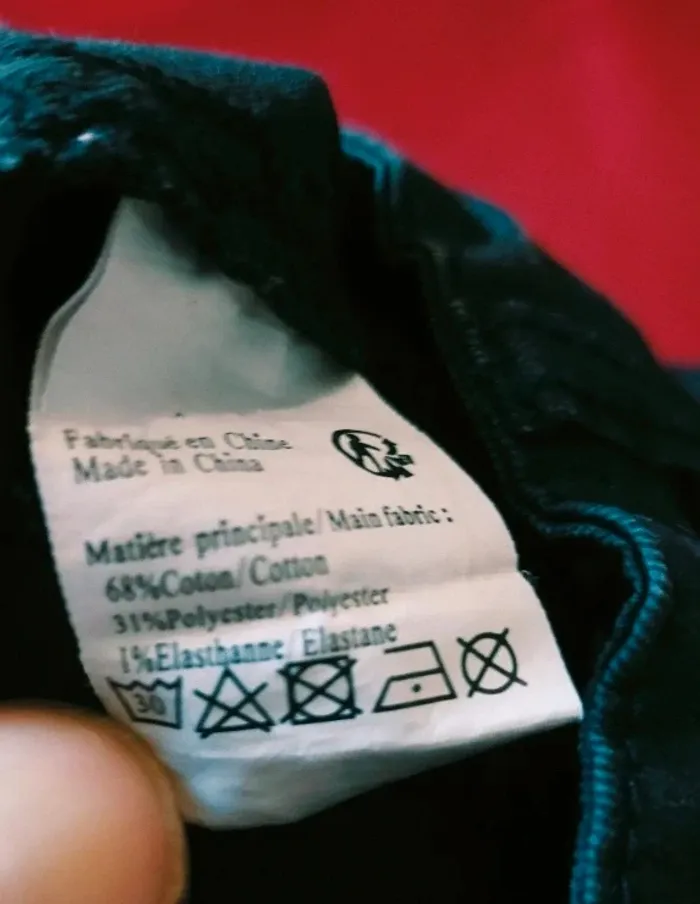 Fabriqué en Chine
Made in China
Matière principale/Main fabric:
68%Coton/Cotton
31%Polyester/Polyester
1%Elasthanne/Elastane
30